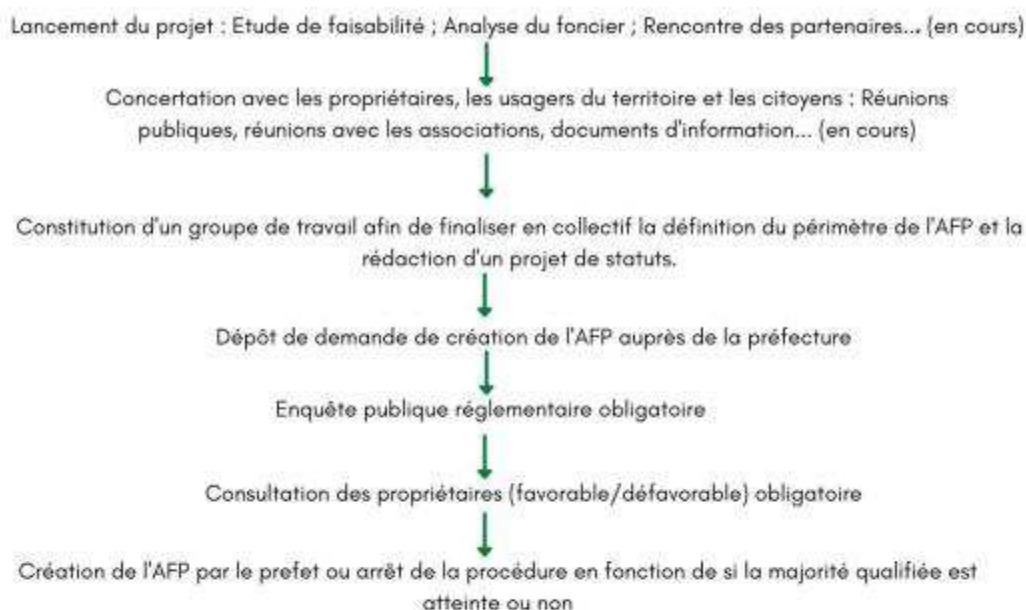 Lancement du projet : Etude de faisabilité ; Analyse du foncier ; Rencontre des partenaires... (en cours)
Concertation avec les propriétaires, les usagers du territoire et les citoyens : Réunions
publiques, réunions avec les associations, documents d'information... (en cours)
Constitution d'un groupe de travail afin de finaliser en collectif la définition du périmètre de l'AFP et la
rédaction d'un projet de statuts.
Dépôt de demande de création de l'AFP auprès de la préfecture
Enquête publique réglementaire obligatoire
Consultation des propriétaires (favorable/défavorable) obligatoire
Création de l'AFP par le prefet ou arrêt de la procédure en fonction de si la majorité qualifiée est
atteinte ou non